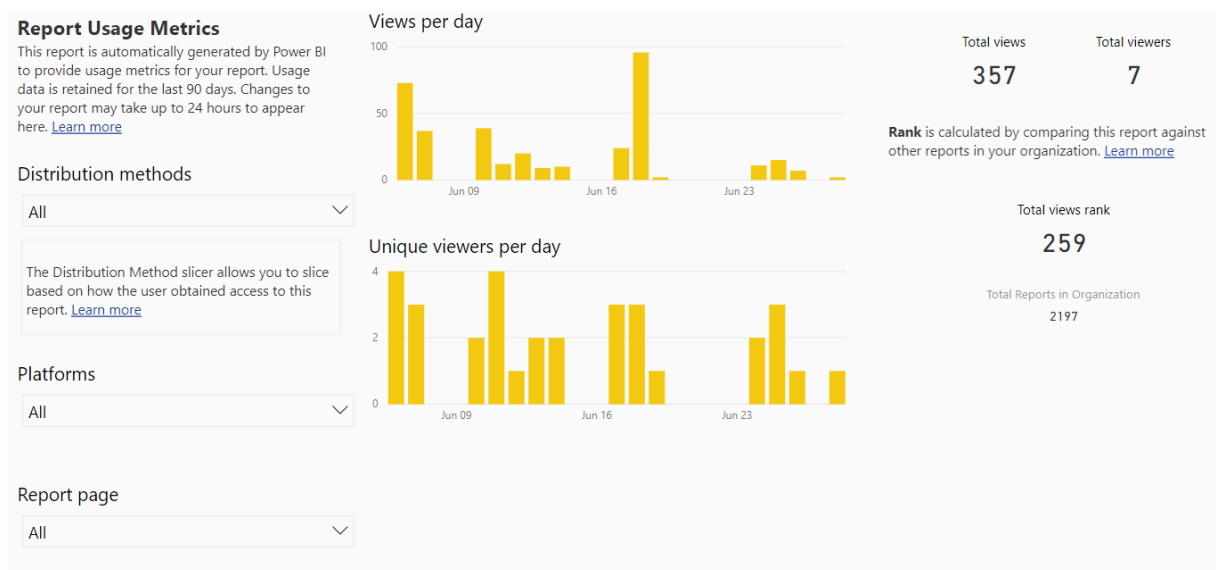 Report Usage Metrics
This report is automatically generated by Power BI
to provide usage metrics for your report. Usage
data is retained for the last 90 days. Changes to
your report may take up to 24 hours to appear
here. Learn more
Distribution methods
All
The Distribution Method slicer allows you to slice
based on how the user obtained access to this
report. Learn more
Platforms
All
Report page
All
Views per day
100
50
0
Jun 09 Jun 16 Jun 23
Unique viewers per day
4
2
0
Jun 09 Jun 16 Jun 23
Total views Total viewers
357 7
Rank is calculated by comparing this report against
other reports in your organization. Learn more
Total views rank
259
Total Reports in Organization
2197